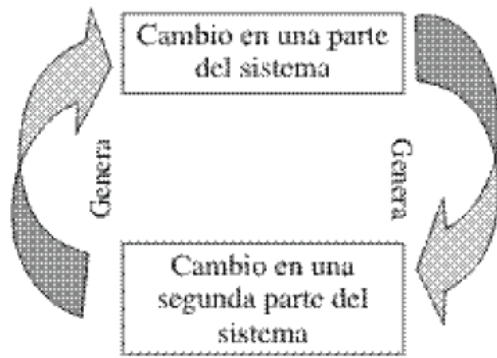 Cambio en una parte
del sistema
Genera
Genera
Cambio en una
segunda parte del
sistema